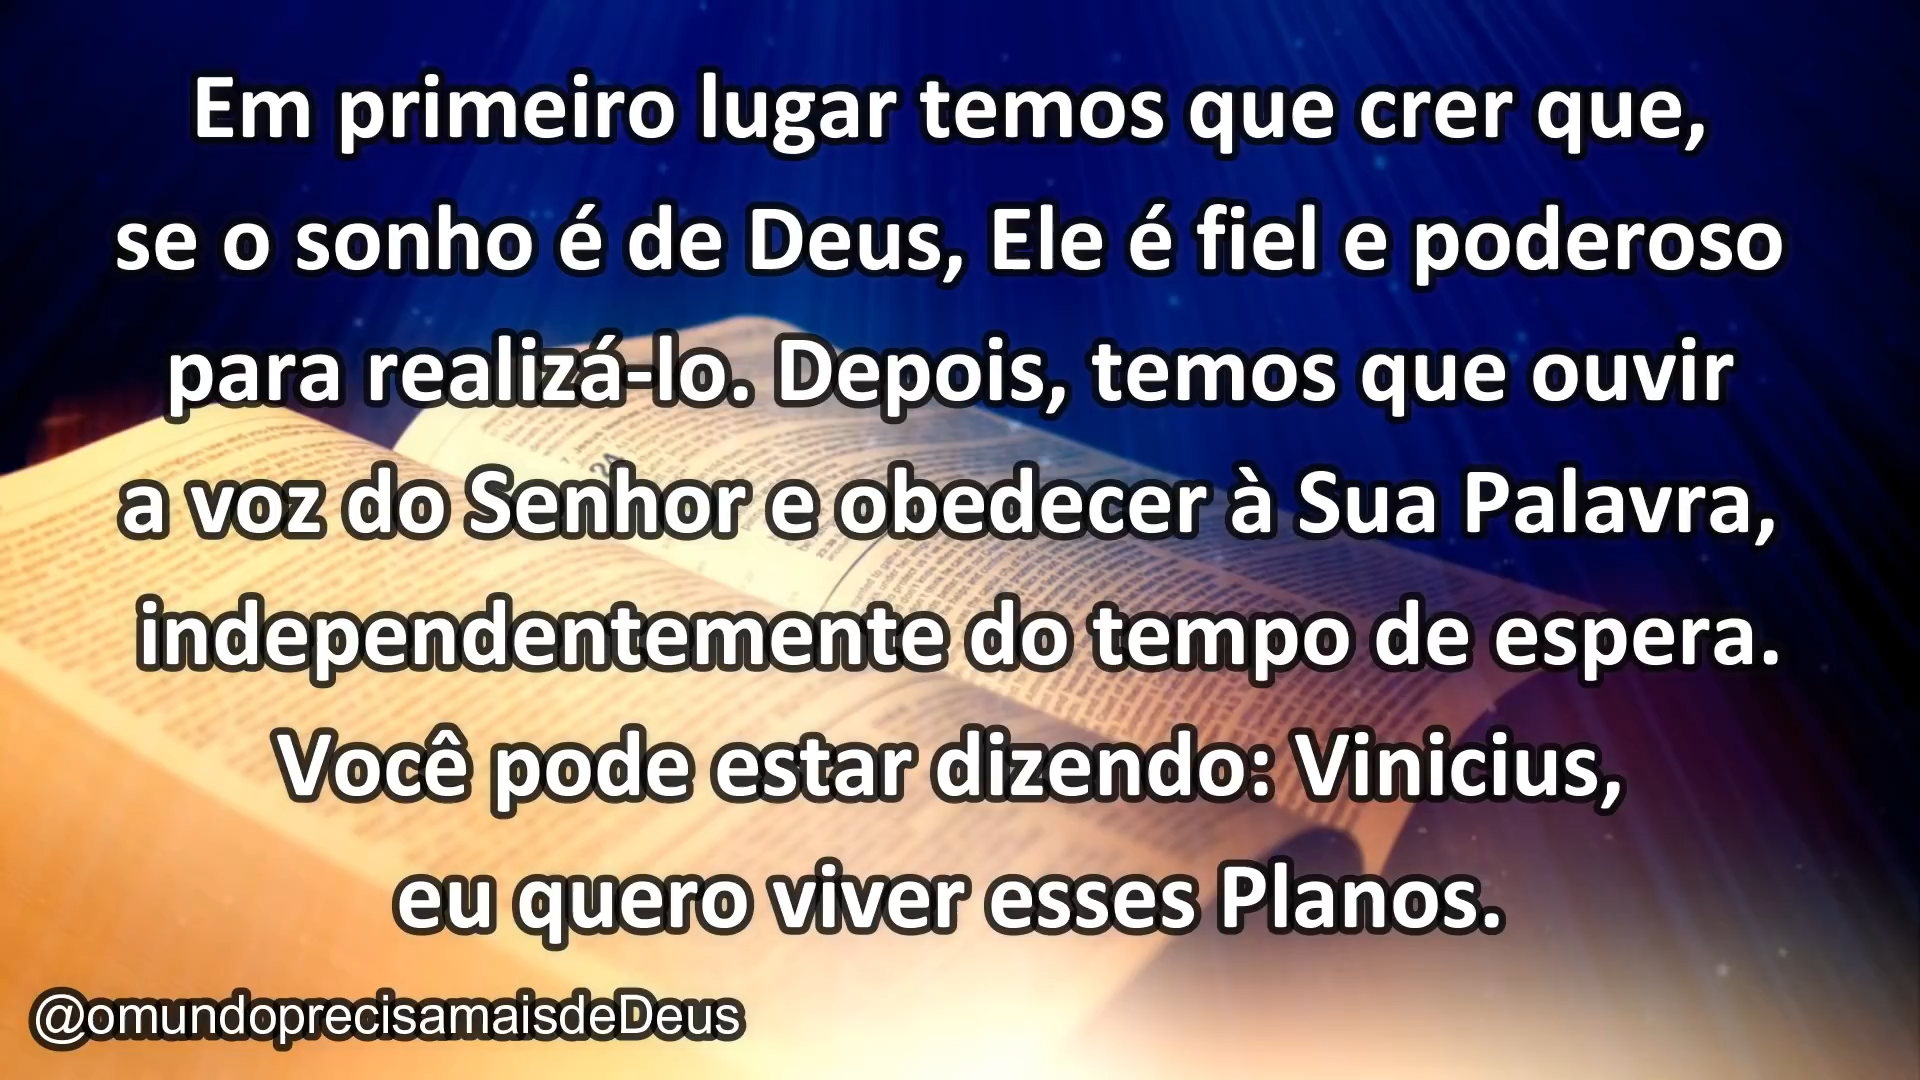 Em primeiro lugar temos que crer que,
se o sonho é de Deus, Ele é fiel e poderoso
para realizá-lo. Depois, temos que ouvir
a voz do Senhor e obedecer à Sua Palavra,
independentemente do tempo de espera.
Você pode estar dizendo: Vinicius,
eu quero viver esses Planos.
@omundoprecisamaisdeDeus